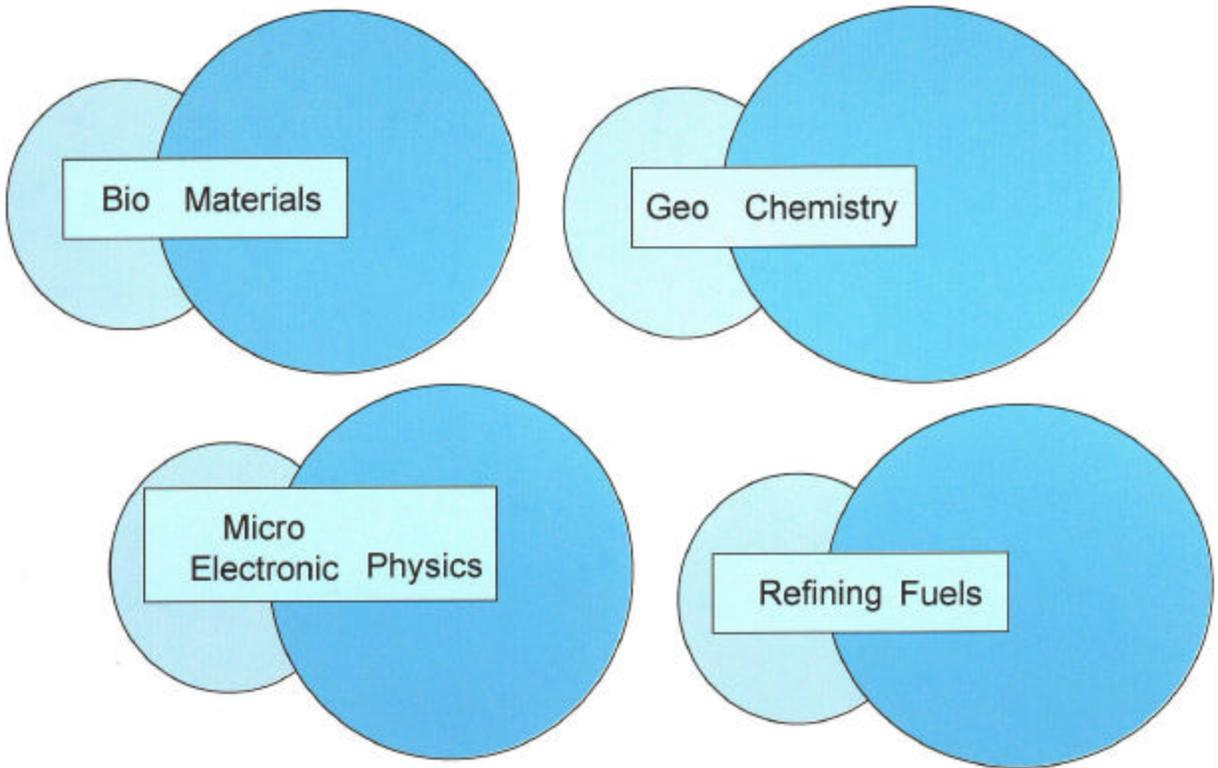 Bio Materials
Geo Chemistry
Micro
Electronic Physics
Refining Fuels